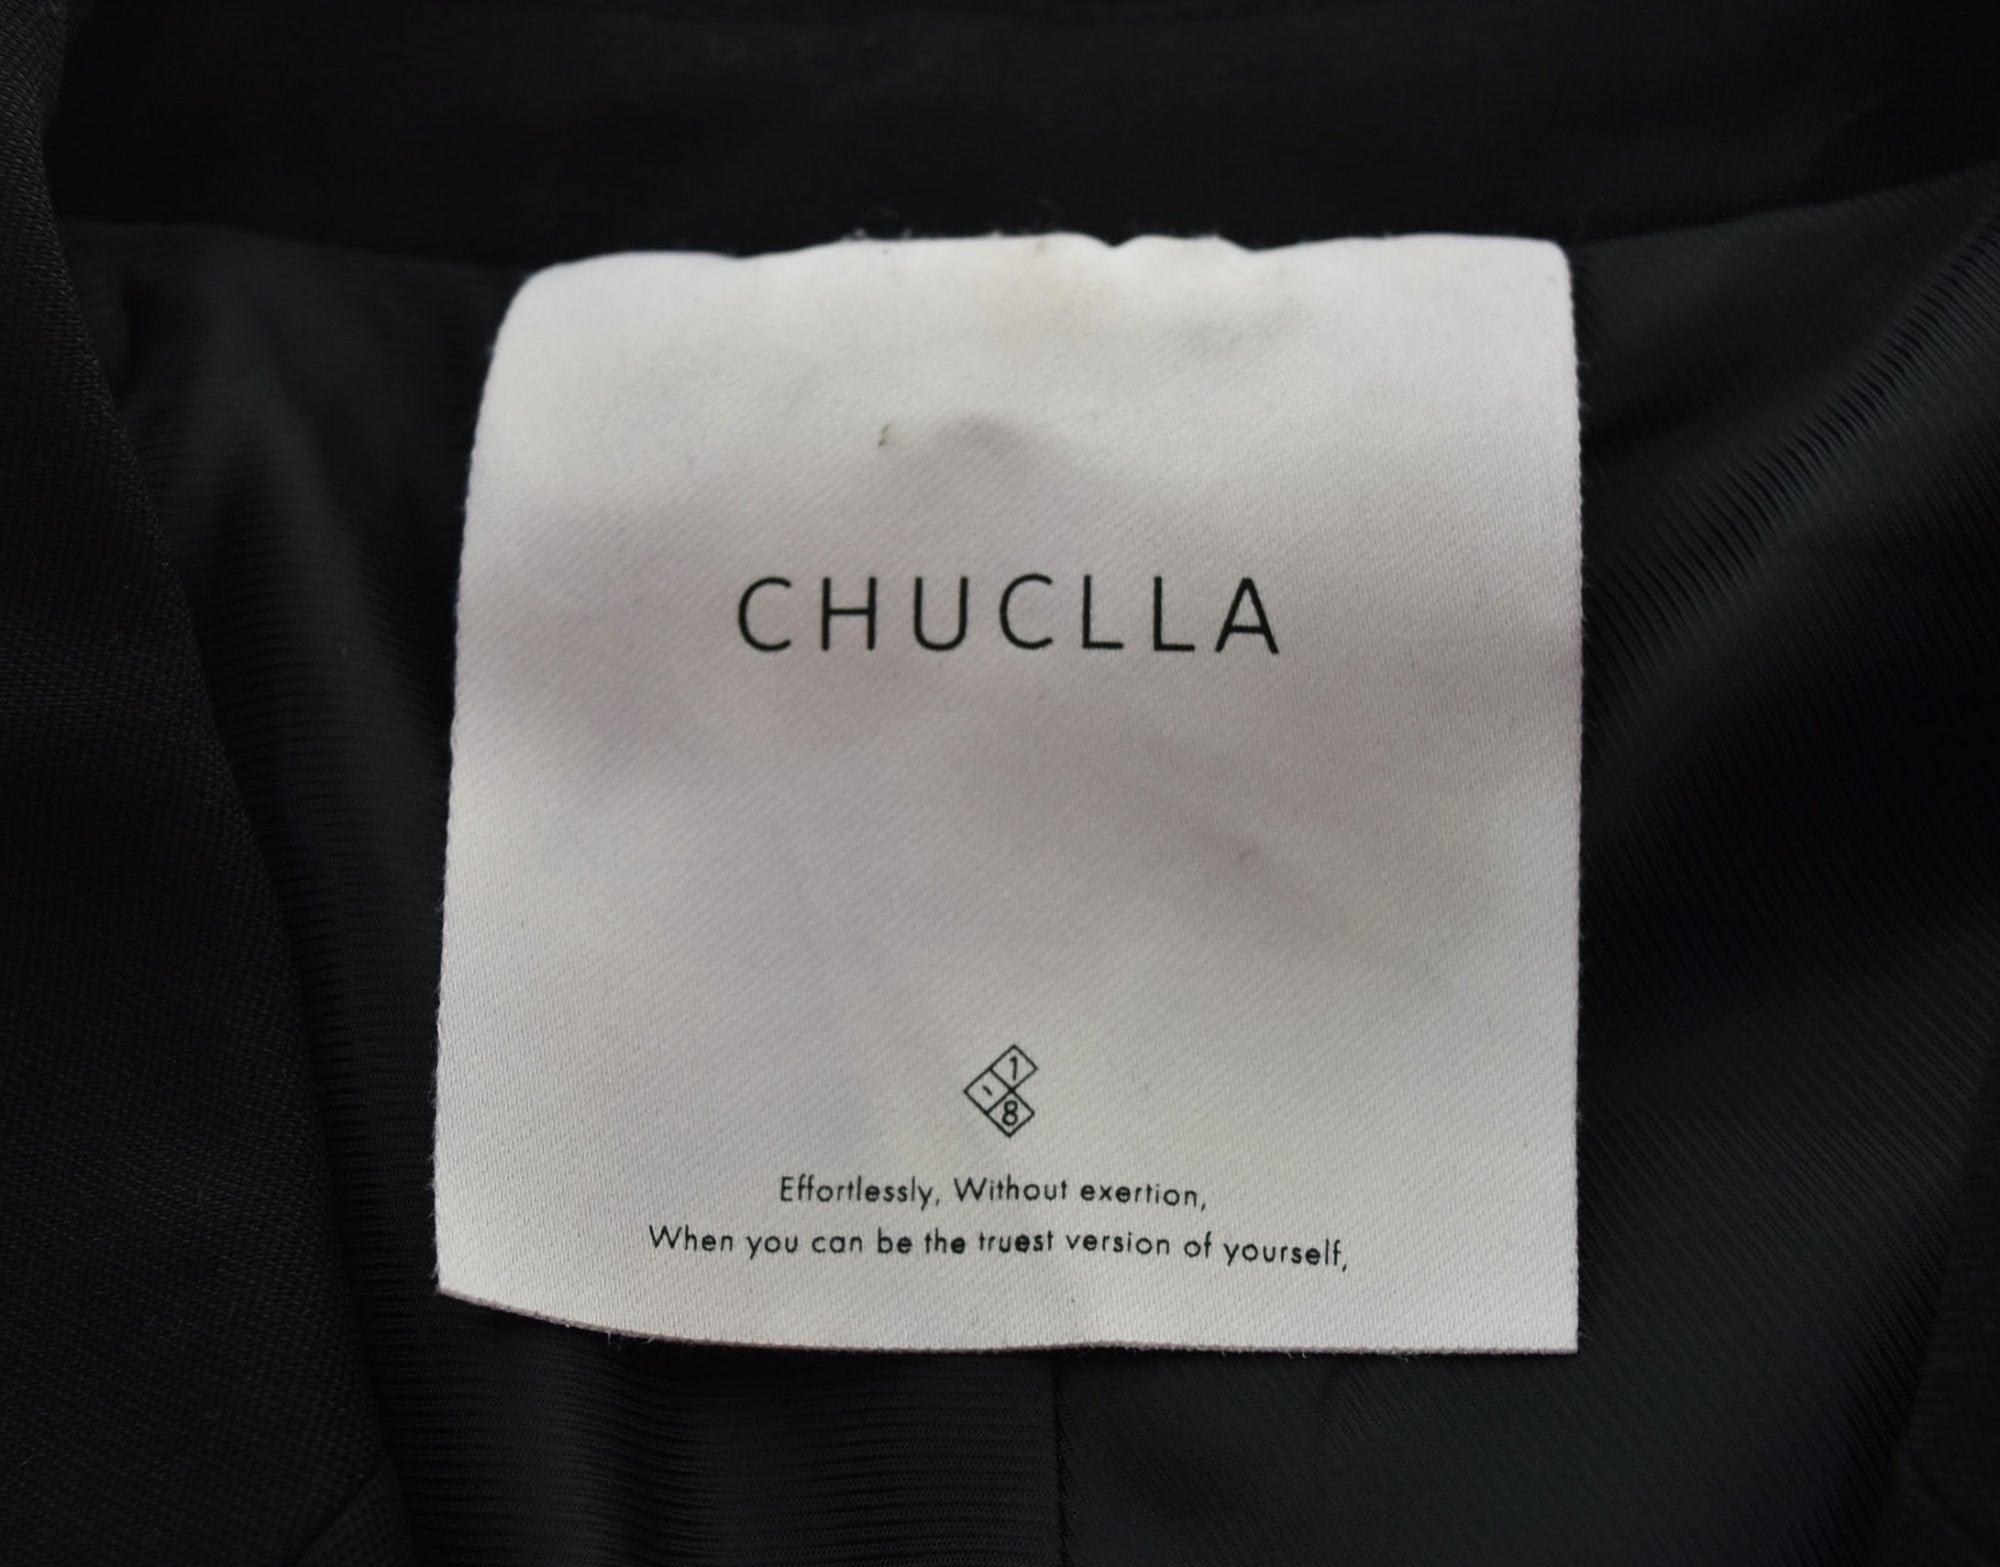 CHUCLLA
1
8
Effortlessly, Without exertion,
When you can be the truest version of yourself,